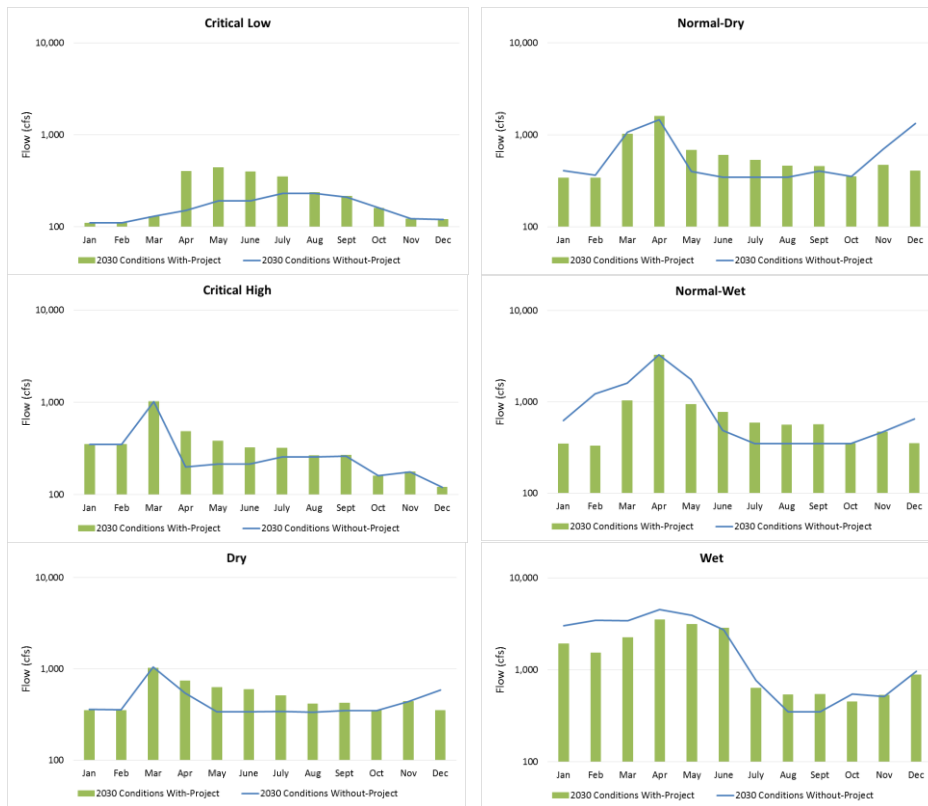 Critical Low
10,000
1,000
100
Flow (cfs)
Jan Feb Mar Apr May June July Aug Sept Oct Nov Dec
2030 Conditions With-Project 2030 Conditions Without-Project
Normal-Dry
10,000
1,000
100
Flow (cfs)
Jan Feb Mar Apr May June July Aug Sept Oct Nov Dec
2030 Conditions With-Project 2030 Conditions Without-Project
Critical High
10,000
1,000
100
Flow (cfs)
Jan Feb Mar Apr May June July Aug Sept Oct Nov Dec
2030 Conditions With-Project 2030 Conditions Without-Project
Normal-Wet
10,000
1,000
100
Flow (cfs)
Jan Feb Mar Apr May June July Aug Sept Oct Nov Dec
2030 Conditions With-Project 2030 Conditions Without-Project
Dry
10,000
1,000
100
Flow (cfs)
Jan Feb Mar Apr May June July Aug Sept Oct Nov Dec
2030 Conditions With-Project 2030 Conditions Without-Project
Wet
10,000
1,000
100
Flow (cfs)
Jan Feb Mar Apr May June July Aug Sept Oct Nov Dec
2030 Conditions With-Project 2030 Conditions Without-Project